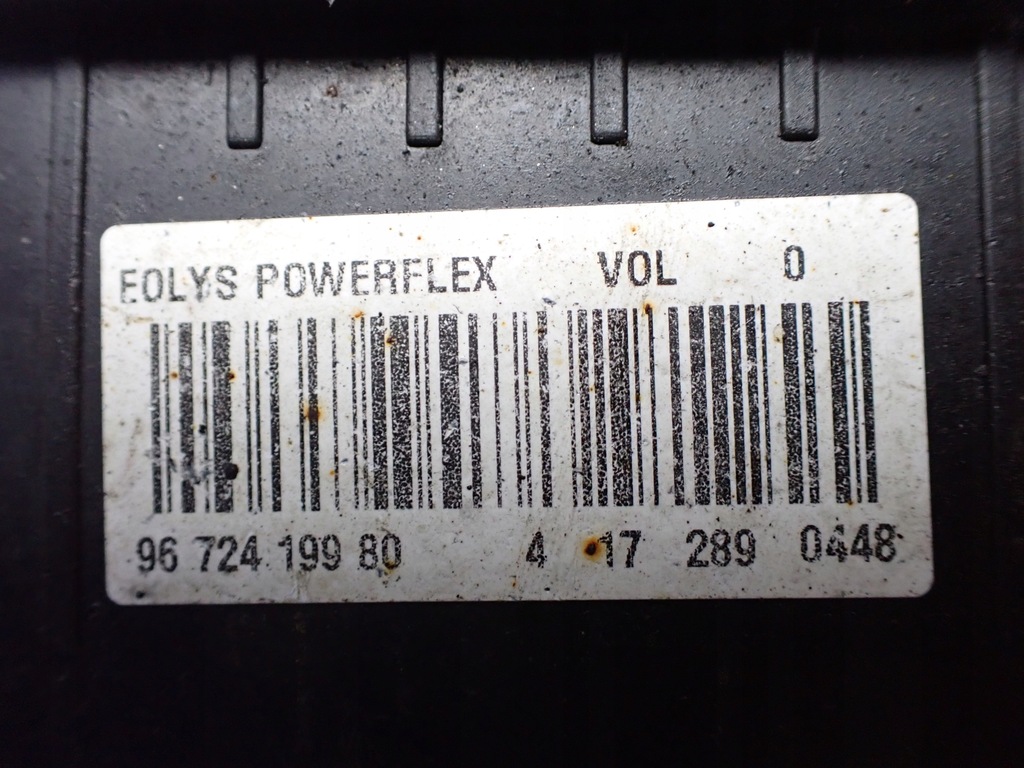 EOLYS POWERFLEX VOL 0
96 724 199 80 4 17 289 0448